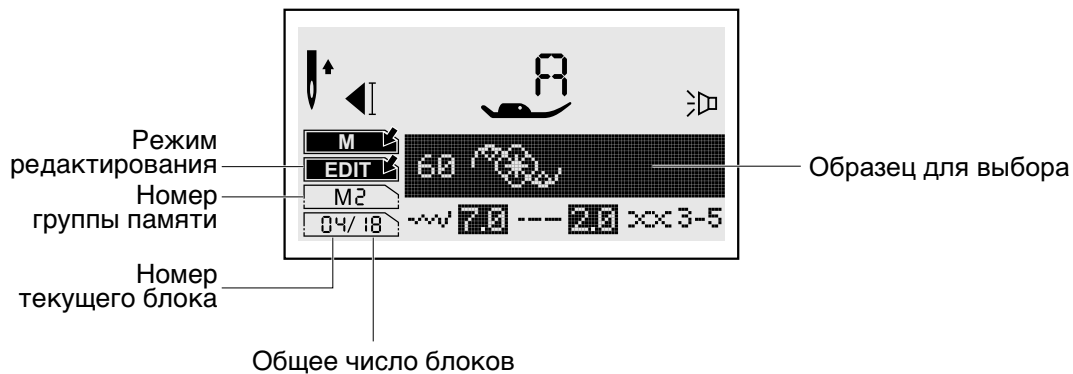 A
M
Режим
редактирования
EDIT
60
Образец для выбора
Номер
группы памяти
M2
04/18
7.0
2.0
3-5
Номер
текущего блока
Общее число блоков